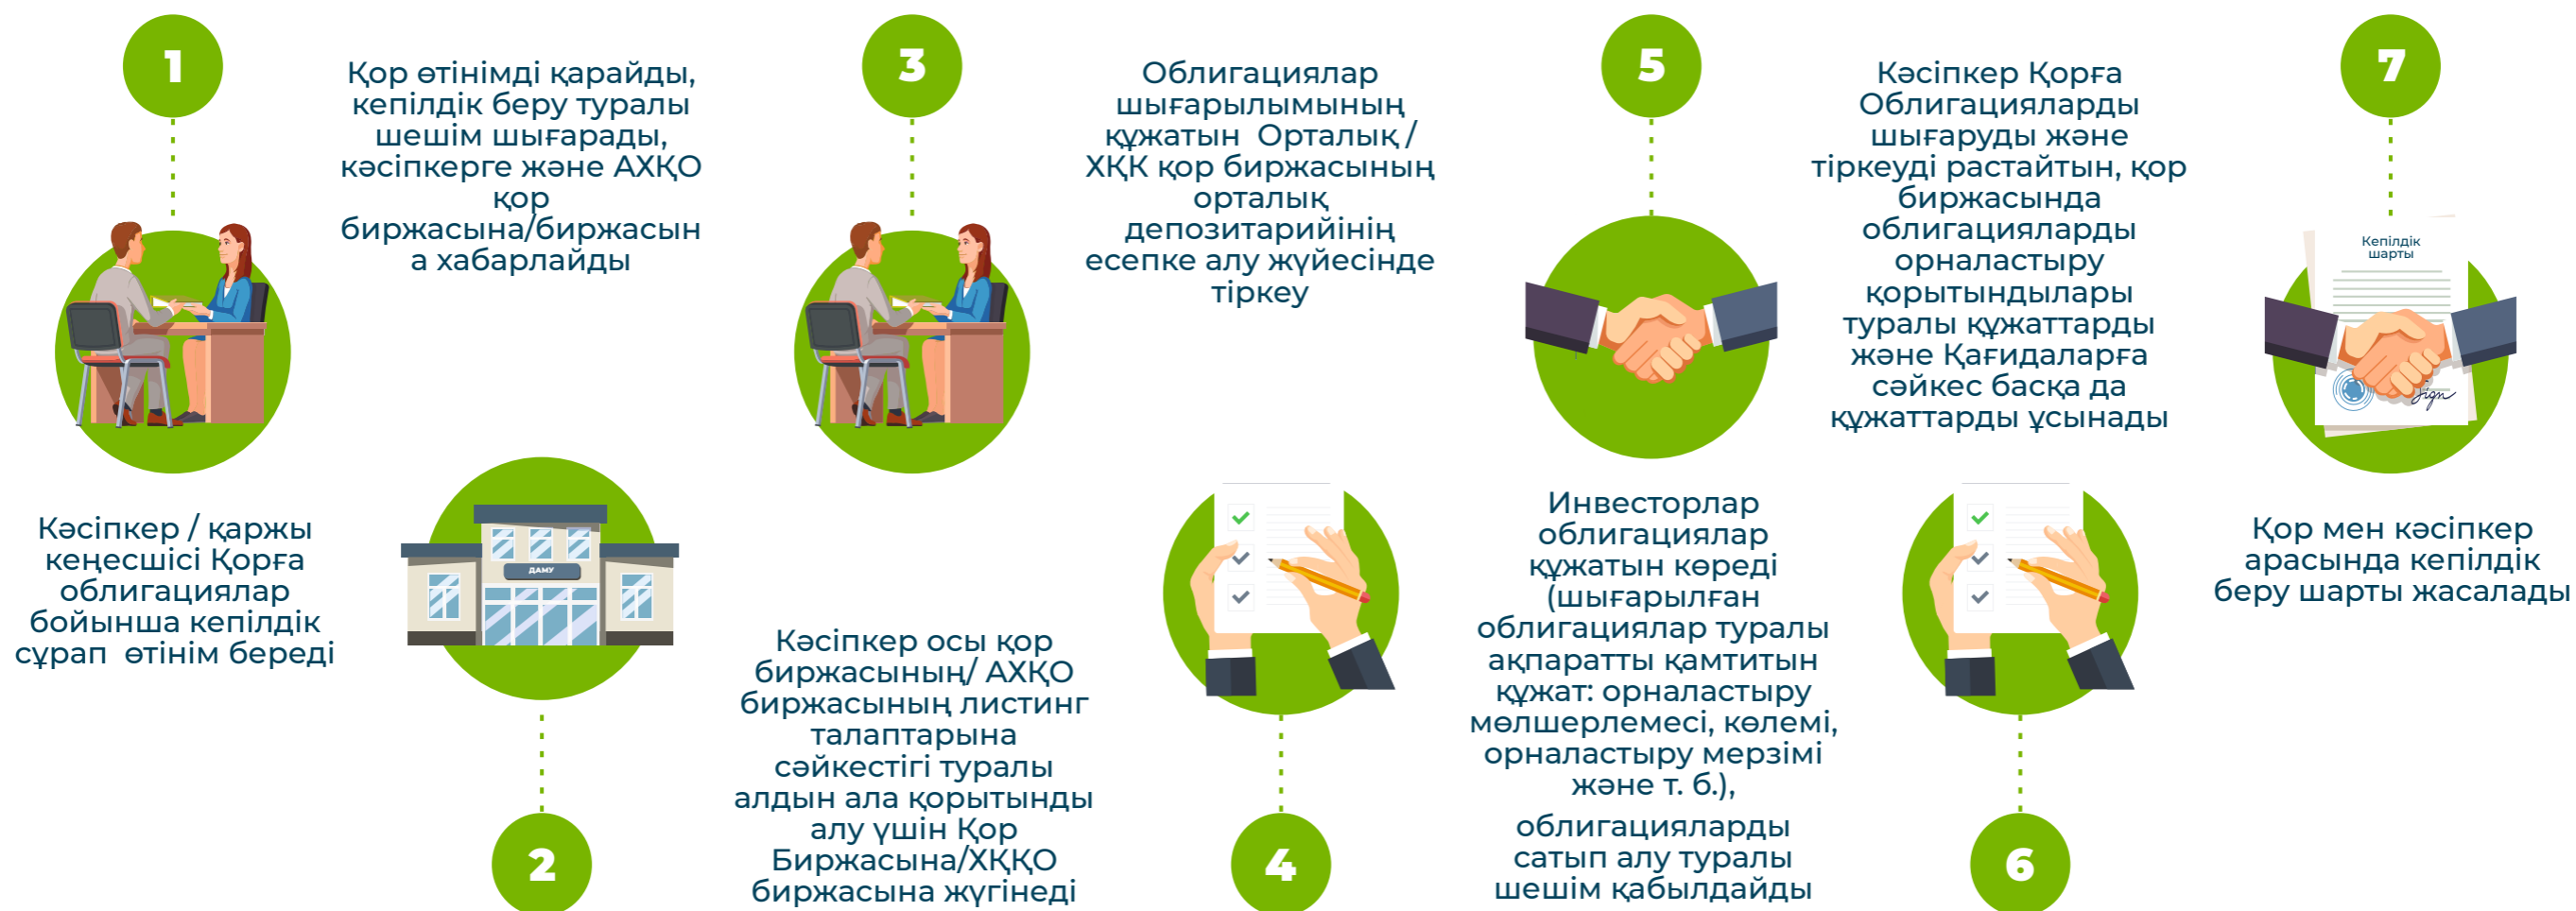 1
Кәсіпкер / қаржы
кеңесшісі Қорға
облигациялар
бойынша кепілдік
сұрап өтінім береді
Қор өтінімді қарайды,
кепілдік беру туралы
шешім шығарады,
кәсіпкерге және АХҚО
қор
биржасына/биржасын
а хабарлайды
ДАМУ
2
3
Кәсіпкер осы қор
биржасының/ АХҚО
биржасының листинг
талаптарына
сәйкестігі туралы
алдын ала қорытынды
алу үшін Қор
Биржасына/ХҚҚО
биржасына жүгінеді
Облигациялар
шығарылымының
құжатын Орталық /
ХҚК қор биржасының
орталық
депозитарийінің
есепке алу жүйесінде
тіркеу
4
5
Инвесторлар
облигациялар
құжатын көреді
(шығарылған
облигациялар туралы
ақпаратты қамтитын
құжат: орналастыру
мөлшерлемесі, көлемі,
орналастыру мерзімі
және т. б.),
облигацияларды
сатып алу туралы
шешім қабылдайды
Кәсіпкер Қорға
Облигацияларды
шығаруды және
тіркеуді растайтын, қор
биржасында
облигацияларды
орналастыру
қорытындылары
туралы құжаттарды
және Қағидаларға
сәйкес басқа да
құжаттарды ұсынады
6
7
Кепілдік
шарты
Sign
Қор мен кәсіпкер
арасында кепілдік
беру шарты жасалады